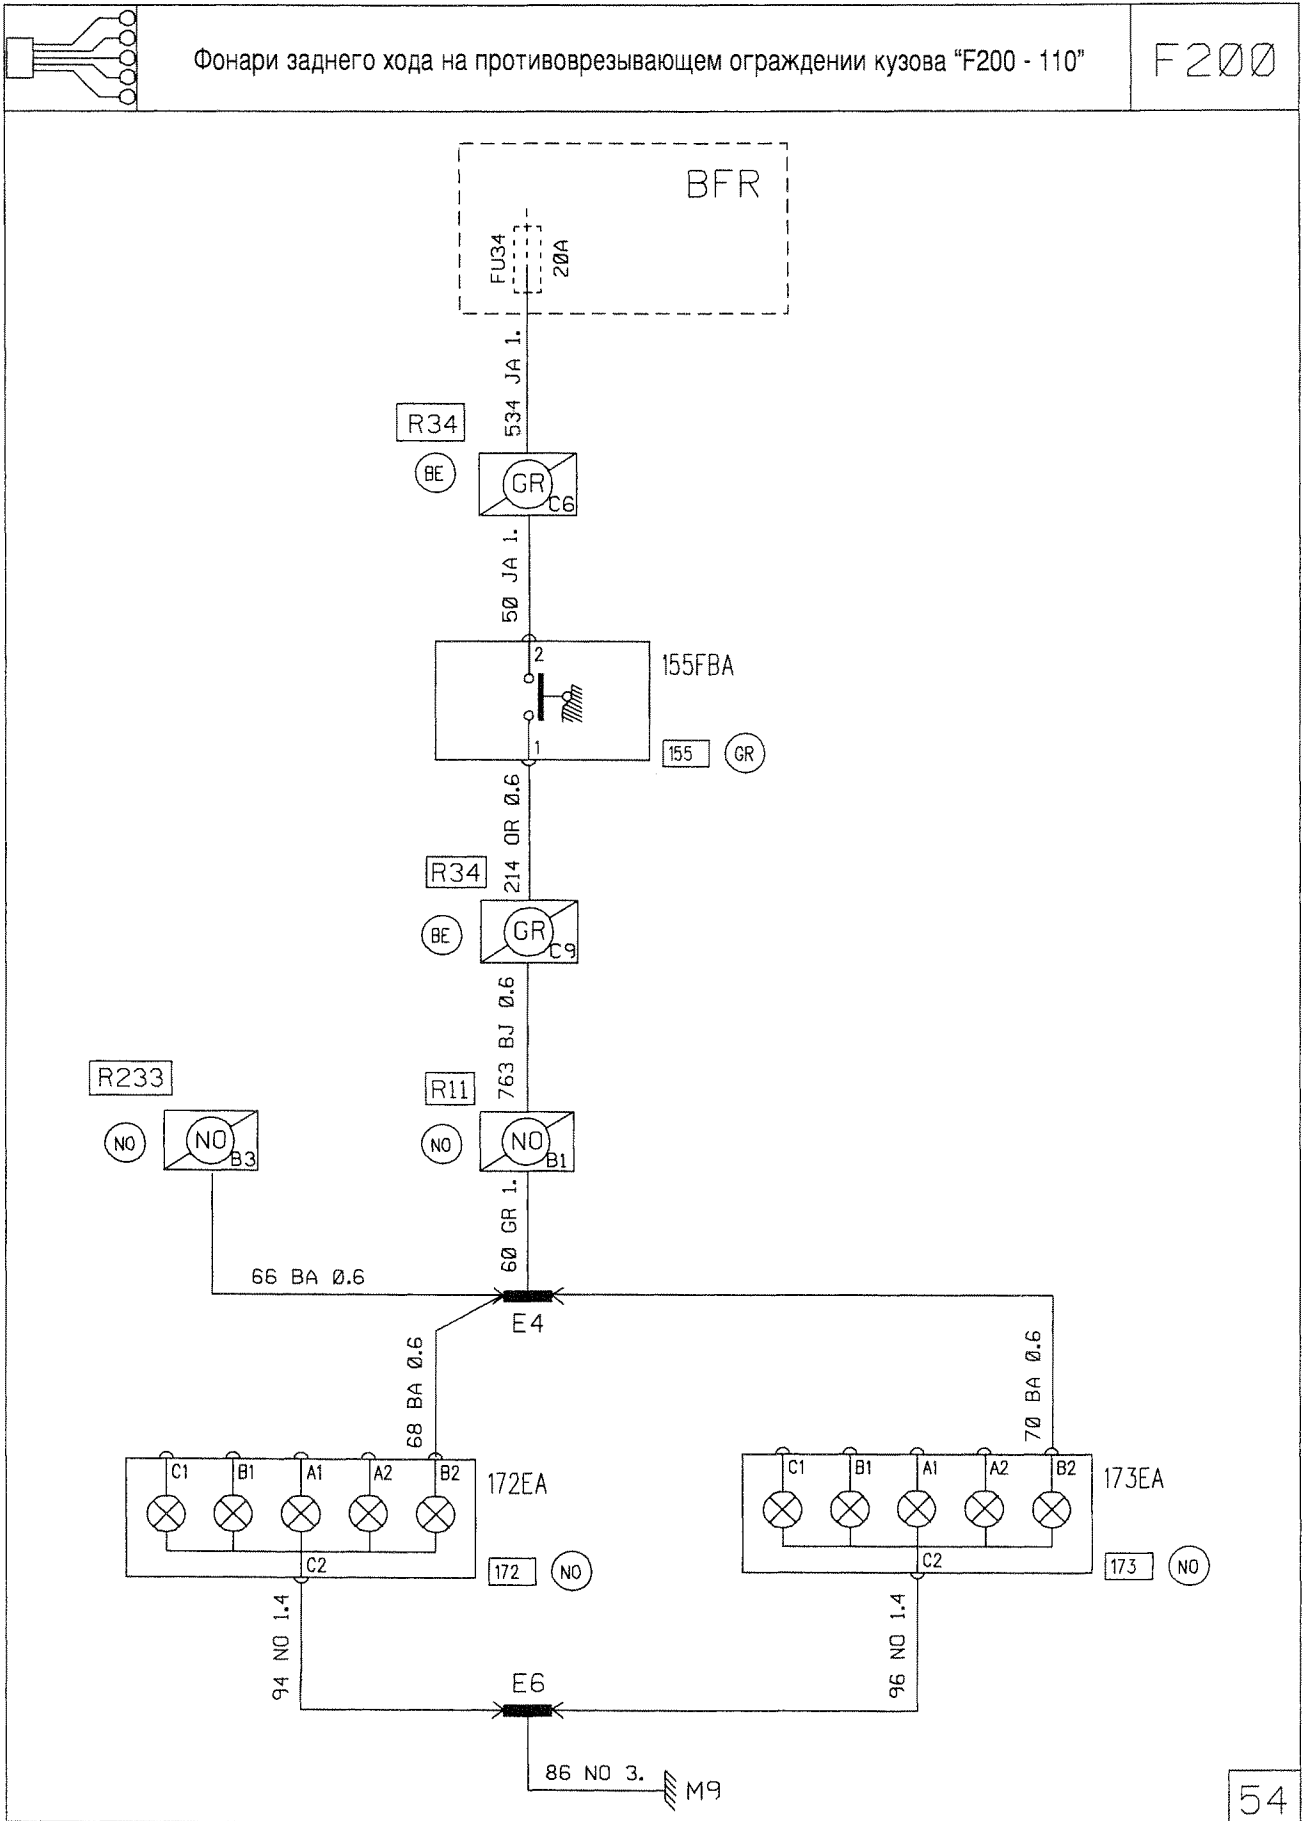 Фонари заднего хода на противоврезывающем ограждении кузова “F200 - 110”
F200
BFR
FU34
20A
534 JA 1.
R34
BE
GR
C6
50 JA 1.
2
155FBA
1
155
GR
214 OR 0.6
R34
BE
GR
C9
763 BJ 0.6
R233
NO
NO
B3
R11
NO
NO
B1
60 GR 1.
66 BA 0.6
E4
68 BA 0.6
70 BA 0.6
C1
B1
A1
A2
B2
172EA
C2
172
NO
C1
B1
A1
A2
B2
173EA
C2
173
NO
94 NO 1.4
96 NO 1.4
E6
86 NO 3.
M9
54